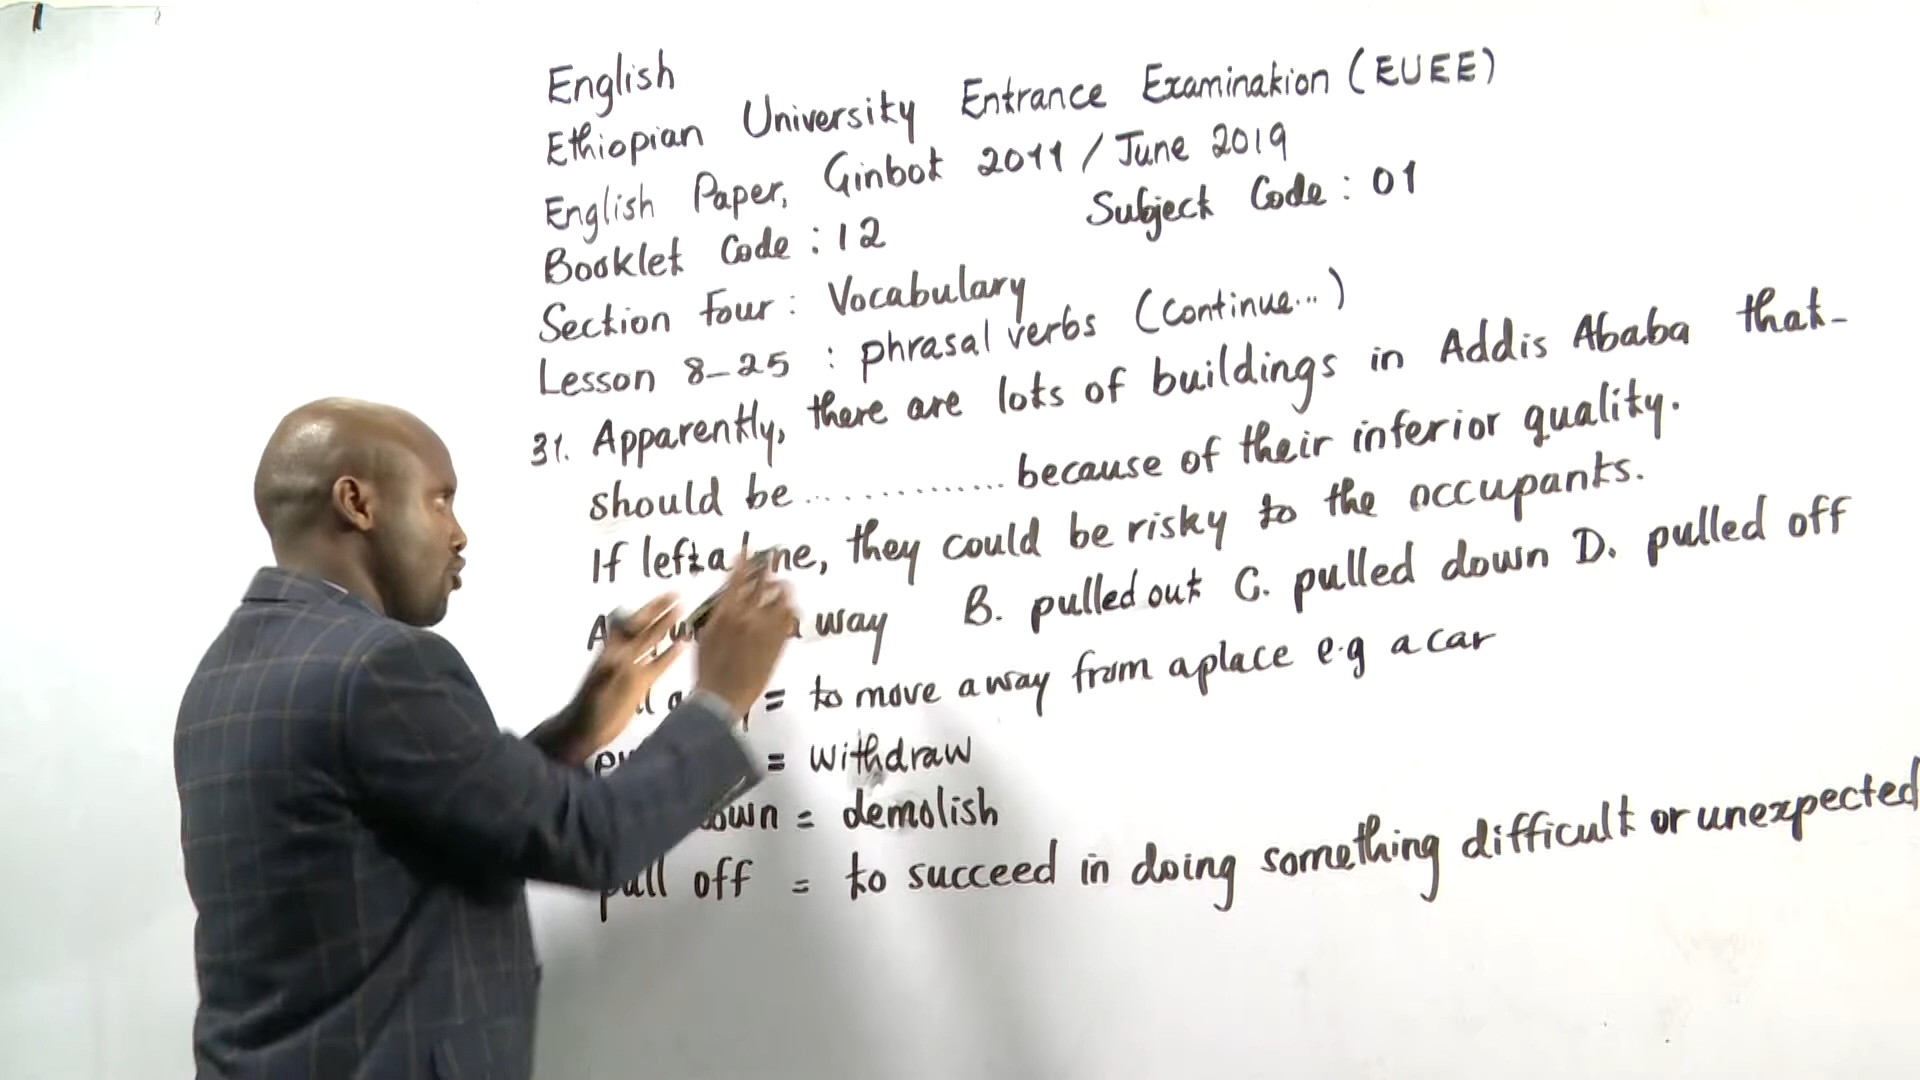 English
Ethiopian University Entrance Examination (EUEE)
English Paper, Ginbot 2011 / June 2019
Booklet Code : 12 Subject Code : 01
Section Four : Vocabulary
Lesson 8-25 : phrasal verbs (Continue...)
31. Apparently, there are lots of buildings in Addis Ababa that-
should be .............. because of their inferior quality.
If left alone, they could be risky to the occupants.
A way B. pulled out C. pulled down D. pulled off
= to move away from a place e.g a car
= withdraw
down = demolish
pull off = to succeed in doing something difficult or unexpected